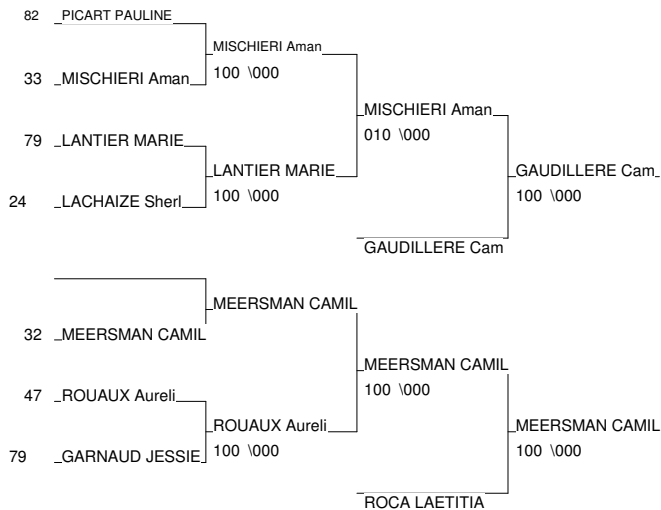 82 PICART PAULINE
MISCHIERI Aman
100 \000
33 MISCHIERI Aman
MISCHIERI Aman
010 \000
79 LANTIER MARIE
LANTIER MARIE
100 \000
GAUDILLERE Cam
100 \000
24 LACHAIZE Sherl
GAUDILLERE Cam
MEERSMAN CAMIL
32 MEERSMAN CAMIL
MEERSMAN CAMIL
100 \000
47 ROUAUX Aureli
ROUAUX Aureli
100 \000
MEERSMAN CAMIL
100 \000
79 GARNAUD JESSIE
ROCA LAETITIA